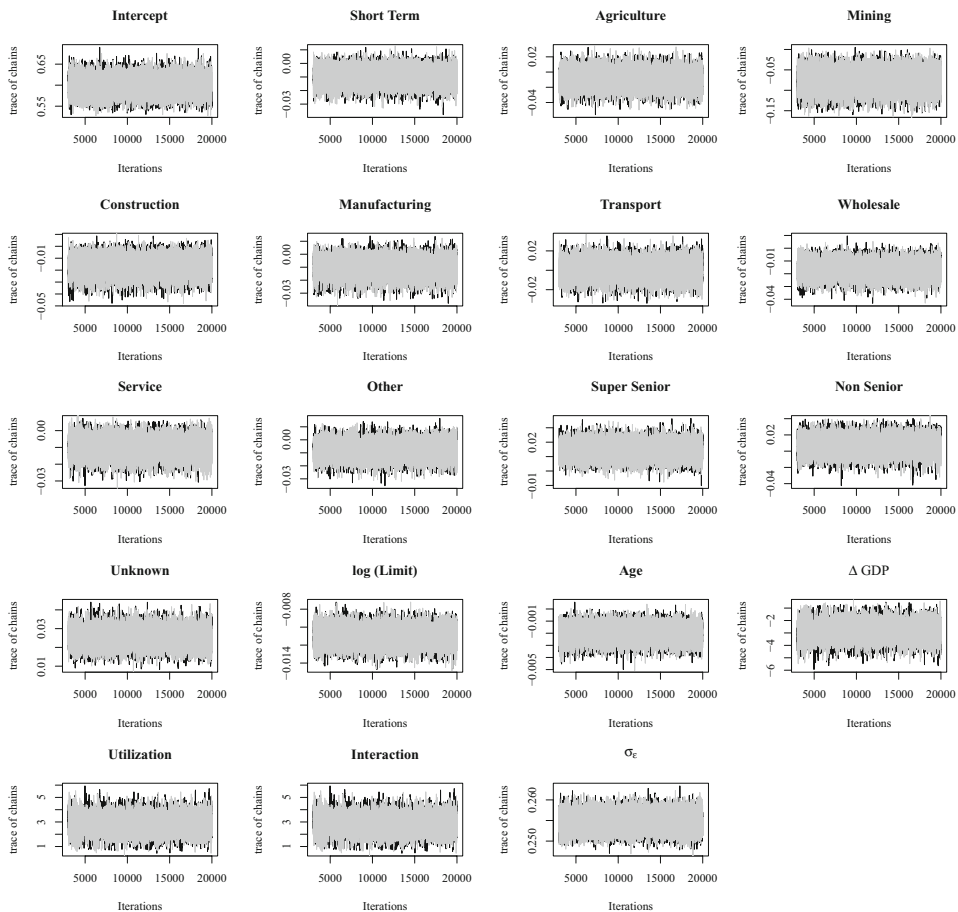 Intercept Short Term Agriculture Mining
trace of chains 0.55 0.65 trace of chains −0.03 0.00 trace of chains −0.04 0.02 trace of chains −0.15 −0.05
5000 10000 15000 20000 5000 10000 15000 20000 5000 10000 15000 20000 5000 10000 15000 20000
Iterations Iterations Iterations Iterations
Construction Manufacturing Transport Wholesale
trace of chains −0.05 −0.01 trace of chains −0.03 0.00 trace of chains −0.02 0.02 trace of chains −0.04 −0.01
5000 10000 15000 20000 5000 10000 15000 20000 5000 10000 15000 20000 5000 10000 15000 20000
Iterations Iterations Iterations Iterations
Service Other Super Senior Non Senior
trace of chains −0.03 0.00 trace of chains −0.03 0.00 trace of chains −0.01 0.02 trace of chains −0.04 0.02
5000 10000 15000 20000 5000 10000 15000 20000 5000 10000 15000 20000 5000 10000 15000 20000
Iterations Iterations Iterations Iterations
Unknown log (Limit) Age Δ GDP
trace of chains 0.01 0.03 trace of chains −0.014 −0.008 trace of chains −0.005 −0.001 trace of chains −6 −4 −2
5000 10000 15000 20000 5000 10000 15000 20000 5000 10000 15000 20000 5000 10000 15000 20000
Iterations Iterations Iterations Iterations
Utilization Interaction σε
trace of chains 1 3 5 trace of chains 1 3 5 trace of chains 0.250 0.260
5000 10000 15000 20000 5000 10000 15000 20000 5000 10000 15000 20000
Iterations Iterations Iterations